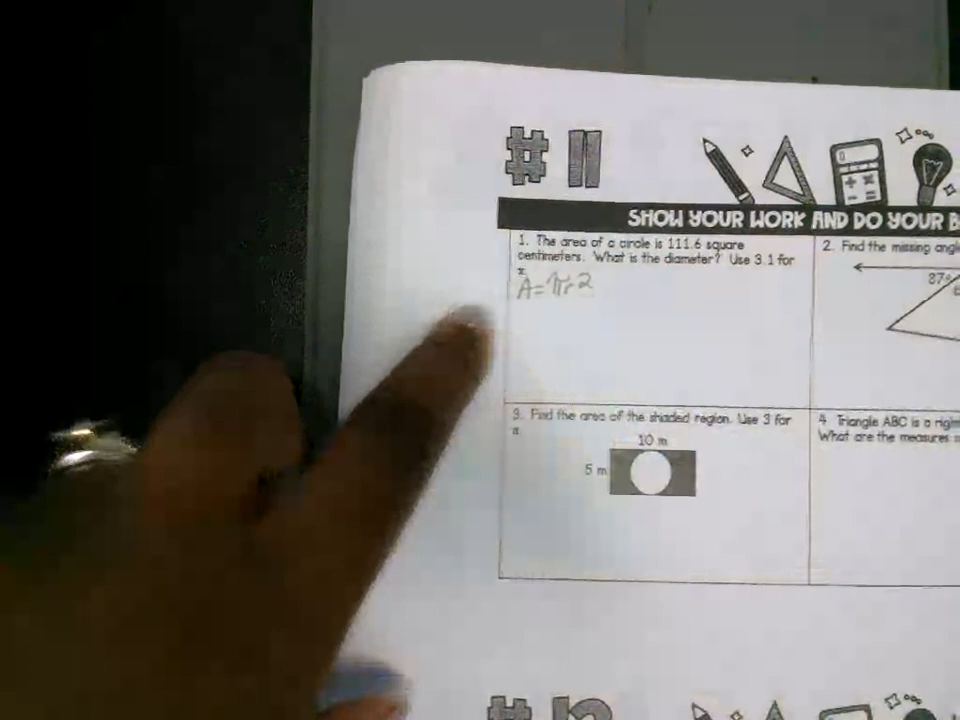 #11
SHOW YOUR WORK AND DO YOUR B
1. The area of a circle is 111.6 square
centimeters. What is the diameter? Use 3.1 for
π.
A=πr2
2. Find the missing angl
87°
3. Find the area of the shaded region. Use 3 for
π.
10 m
5 m
4. Triangle ABC is a righ
What are the measures
#12